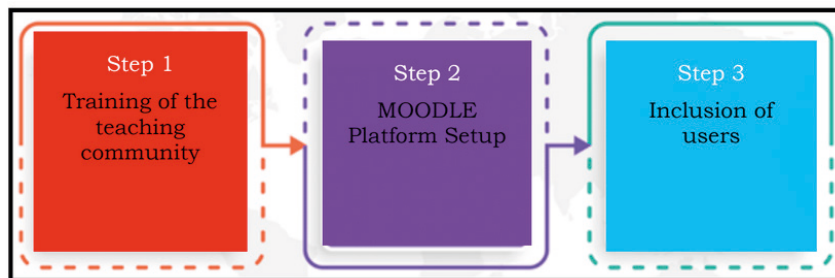 Step 1
Training of the
teaching
community
Step 2
MOODLE
Platform Setup
Step 3
Inclusion of
users